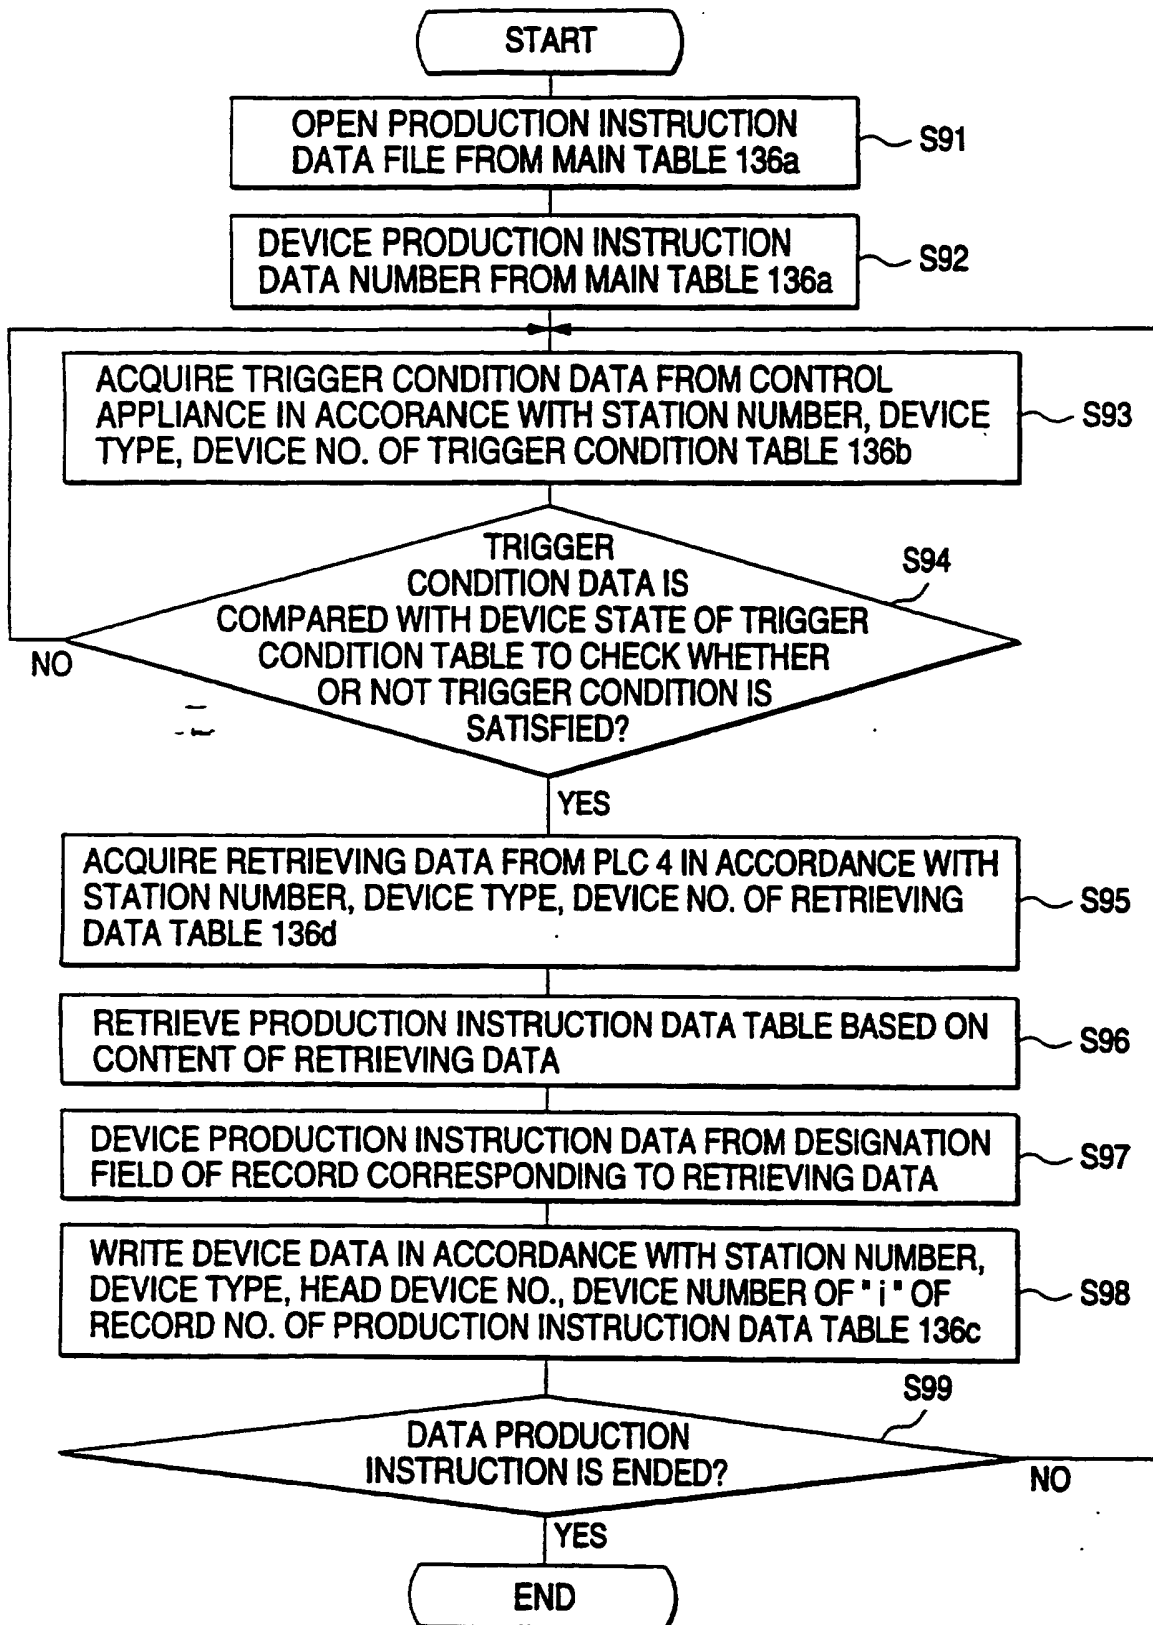 START
OPEN PRODUCTION INSTRUCTION
DATA FILE FROM MAIN TABLE 136a
S91
DEVICE PRODUCTION INSTRUCTION
DATA NUMBER FROM MAIN TABLE 136a
S92
ACQUIRE TRIGGER CONDITION DATA FROM CONTROL
APPLIANCE IN ACCORANCE WITH STATION NUMBER, DEVICE
TYPE, DEVICE NO. OF TRIGGER CONDITION TABLE 136b
S93
TRIGGER
CONDITION DATA IS
COMPARED WITH DEVICE STATE OF TRIGGER
CONDITION TABLE TO CHECK WHETHER
OR NOT TRIGGER CONDITION IS
SATISFIED?
S94
NO
YES
ACQUIRE RETRIEVING DATA FROM PLC 4 IN ACCORDANCE WITH
STATION NUMBER, DEVICE TYPE, DEVICE NO. OF RETRIEVING
DATA TABLE 136d
S95
RETRIEVE PRODUCTION INSTRUCTION DATA TABLE BASED ON
CONTENT OF RETRIEVING DATA
S96
DEVICE PRODUCTION INSTRUCTION DATA FROM DESIGNATION
FIELD OF RECORD CORRESPONDING TO RETRIEVING DATA
S97
WRITE DEVICE DATA IN ACCORDANCE WITH STATION NUMBER,
DEVICE TYPE, HEAD DEVICE NO., DEVICE NUMBER OF "i" OF
RECORD NO. OF PRODUCTION INSTRUCTION DATA TABLE 136c
S98
DATA PRODUCTION
INSTRUCTION IS ENDED?
S99
NO
YES
END